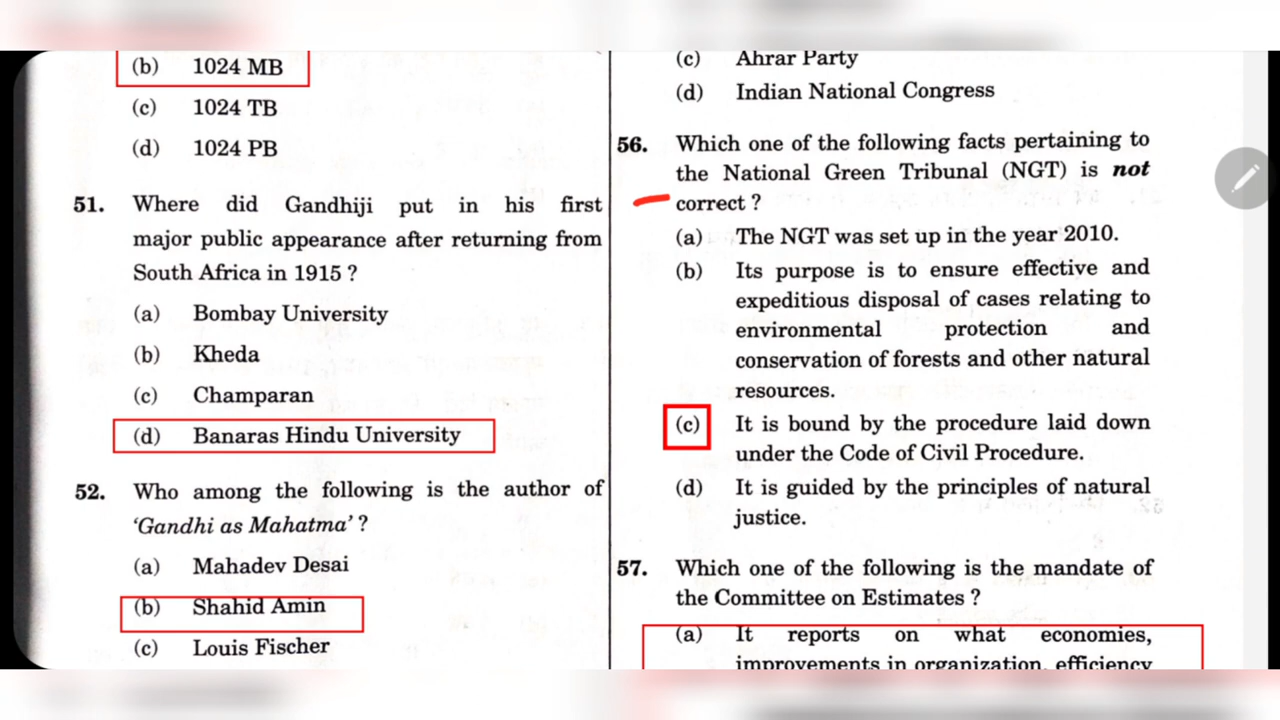 (b) 1024 MB
(c) 1024 TB
(d) 1024 PB
51. Where did Gandhiji put in his first
major public appearance after returning from
South Africa in 1915 ?
(a) Bombay University
(b) Kheda
(c) Champaran
(d) Banaras Hindu University
52. Who among the following is the author of
‘Gandhi as Mahatma’ ?
(a) Mahadev Desai
(b) Shahid Amin
(c) Louis Fischer
(c) Ahrar Party
(d) Indian National Congress
56. Which one of the following facts pertaining to
the National Green Tribunal (NGT) is not
correct ?
(a) The NGT was set up in the year 2010.
(b) Its purpose is to ensure effective and
expeditious disposal of cases relating to
environmental protection and
conservation of forests and other natural
resources.
(c) It is bound by the procedure laid down
under the Code of Civil Procedure.
(d) It is guided by the principles of natural
justice.
57. Which one of the following is the mandate of
the Committee on Estimates ?
(a) It reports on what economies,
improvements in organization, efficiency